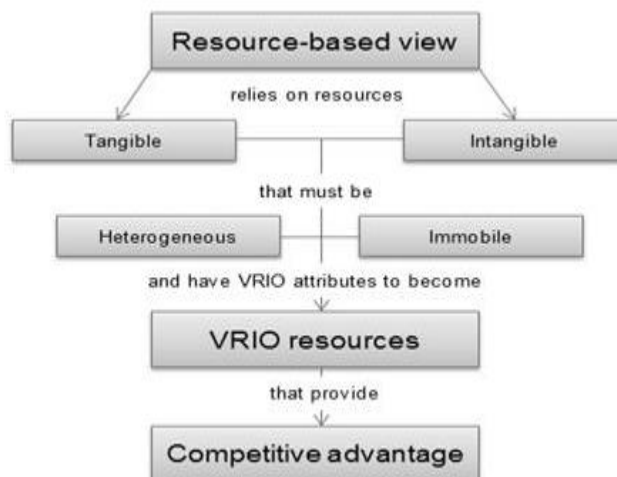 Resource-based view
relies on resources
Tangible
Intangible
that must be
Heterogeneous
Immobile
and have VRIO attributes to become
VRIO resources
that provide
Competitive advantage